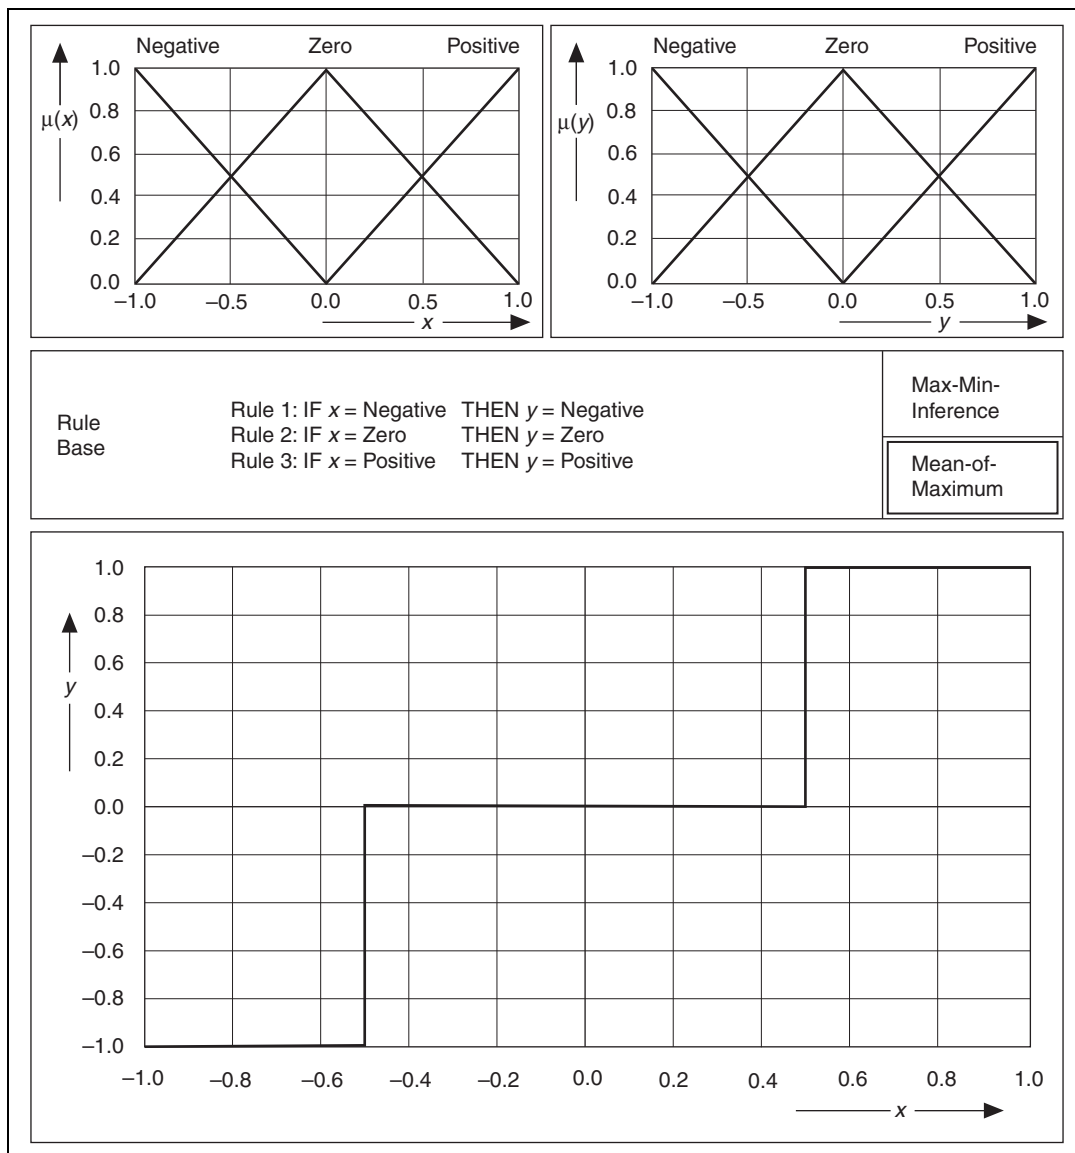 Negative Zero Positive
1.0
0.8
μ(x)
0.6
0.4
0.2
0.0
–1.0 –0.5 0.0 0.5 1.0
x
Negative Zero Positive
1.0
0.8
μ(y)
0.6
0.4
0.2
0.0
–1.0 –0.5 0.0 0.5 1.0
y
Rule
Base
Rule 1: IF x = Negative THEN y = Negative
Rule 2: IF x = Zero THEN y = Zero
Rule 3: IF x = Positive THEN y = Positive
Max-Min-
Inference
Mean-of-
Maximum
1.0
0.8
0.6
y
0.4
0.2
0.0
–0.2
–0.4
–0.6
–0.8
–1.0
–1.0 –0.8 –0.6 –0.4 –0.2 0.0 0.2 0.4 0.6 0.8 1.0
x